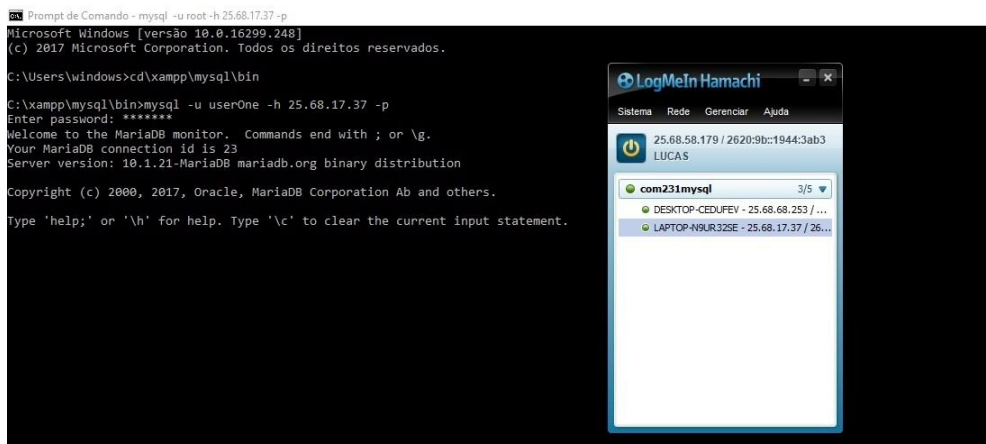 Prompt de Comando - mysql -u root -h 25.68.17.37 -p
Microsoft Windows [versão 10.0.16299.248]
(c) 2017 Microsoft Corporation. Todos os direitos reservados.
C:\Users\windows>cd\xampp\mysql\bin
C:\xampp\mysql\bin>mysql -u userOne -h 25.68.17.37 -p
Enter password: *******
Welcome to the MariaDB monitor.  Commands end with ; or \g.
Your MariaDB connection id is 23
Server version: 10.1.21-MariaDB mariadb.org binary distribution
Copyright (c) 2000, 2017, Oracle, MariaDB Corporation Ab and others.
Type 'help;' or '\h' for help. Type '\c' to clear the current input statement.
LogMeIn Hamachi
Sistema Rede Gerenciar Ajuda
25.68.58.179 / 2620:9b::1944:3ab3
LUCAS
com231mysql 3/5
DESKTOP-CEDUFEV - 25.68.68.253 / ...
LAPTOP-N9UR32SE - 25.68.17.37 / 26...